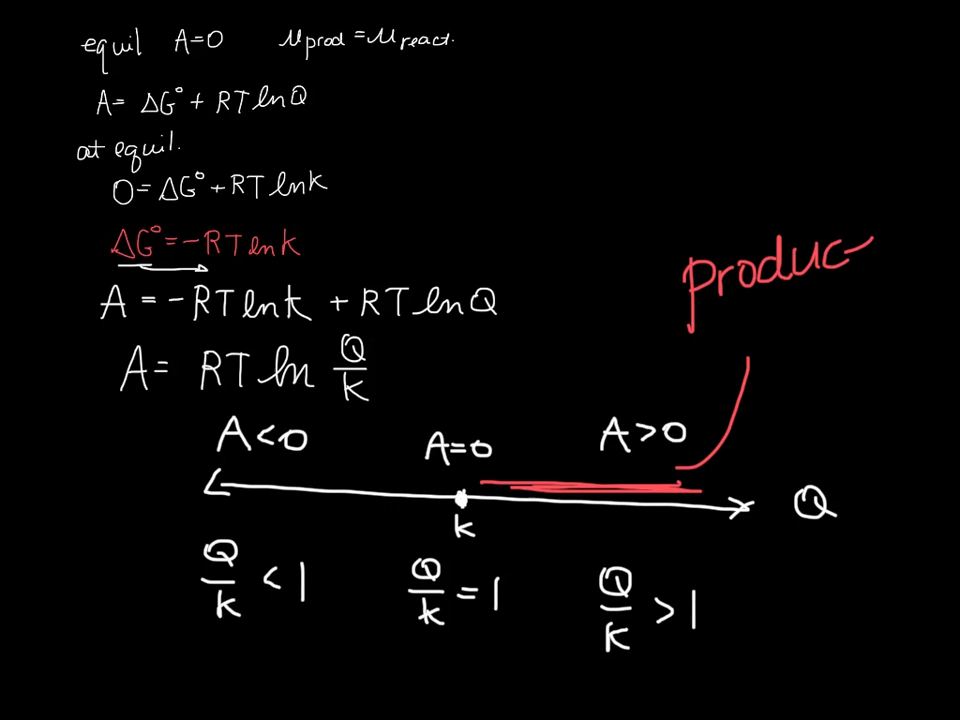 equil A=0 μprod = μreact.
A = ΔG° + RT ln Q
at equil.
0 = ΔG° + RT ln k
ΔG° = -RT ln k
A = -RT ln k + RT ln Q
A = RT ln Q/k
produc
A<0 A=0 A>0
k Q
Q/k < 1 Q/k = 1 Q/k > 1